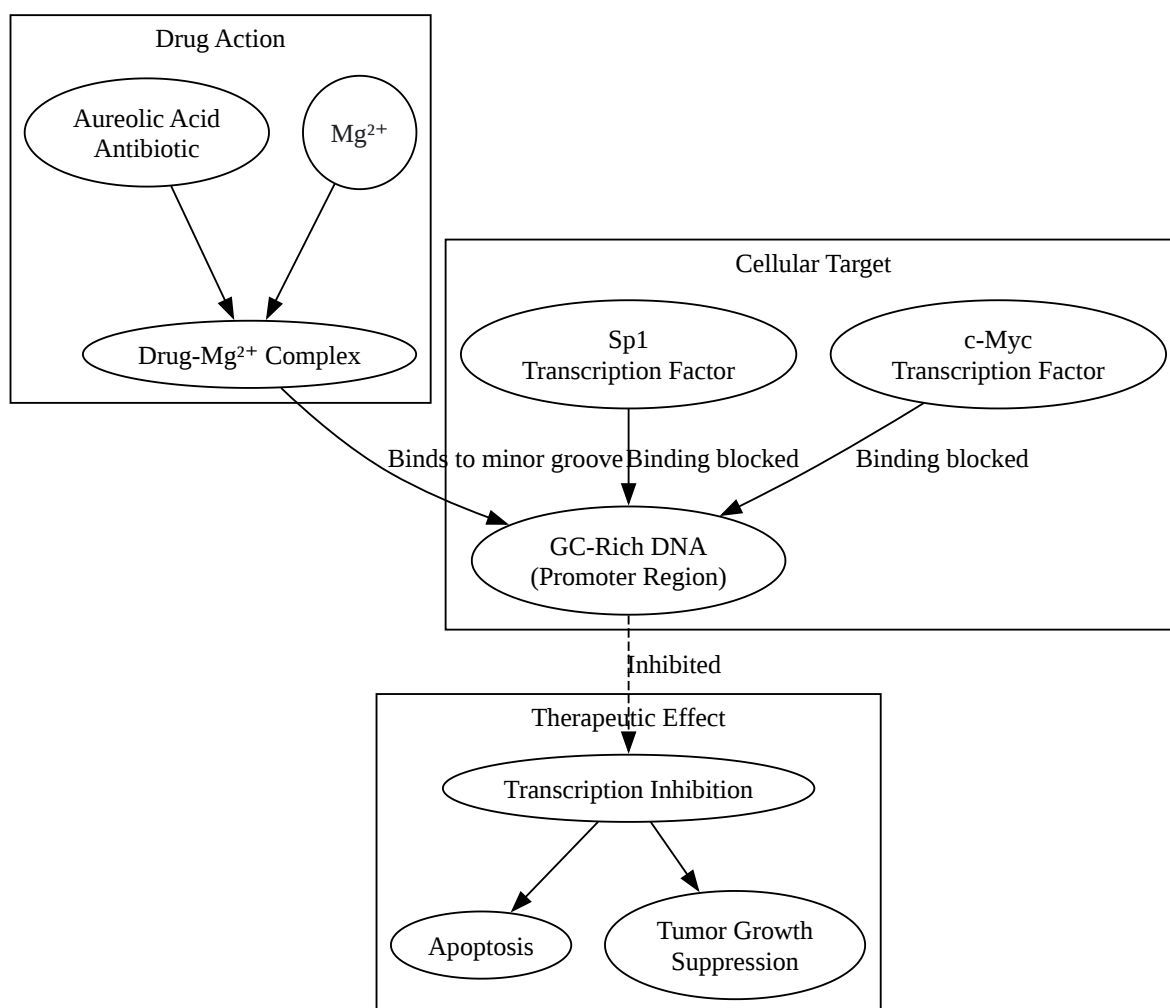 Drug Action
Aureolic Acid
Antibiotic
Mg²⁺
Drug-Mg²⁺ Complex
Cellular Target
Sp1
Transcription Factor
c-Myc
Transcription Factor
Binds to minor groove
Binding blocked
Binding blocked
GC-Rich DNA
(Promoter Region)
Inhibited
Therapeutic Effect
Transcription Inhibition
Apoptosis
Tumor Growth
Suppression